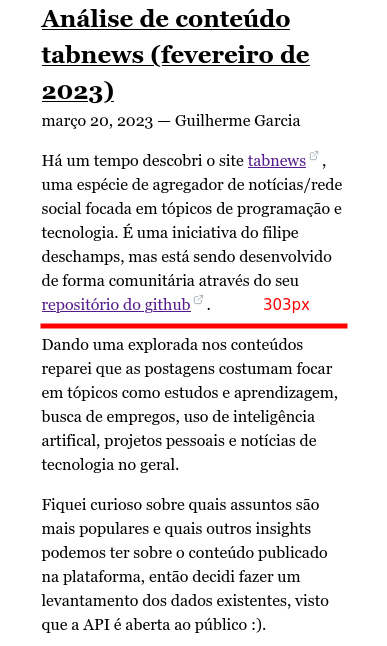 Análise de conteúdo
tabnews (fevereiro de
2023)
março 20, 2023 — Guilherme Garcia
Há um tempo descobri o site tabnews ,
uma espécie de agregador de notícias/rede
social focada em tópicos de programação e
tecnologia. É uma iniciativa do filipe
deschamps, mas está sendo desenvolvido
de forma comunitária através do seu
repositório do github . 303px
Dando uma explorada nos conteúdos
reparei que as postagens costumam focar
em tópicos como estudos e aprendizagem,
busca de empregos, uso de inteligência
artifical, projetos pessoais e notícias de
tecnologia no geral.
Fiquei curioso sobre quais assuntos são
mais populares e quais outros insights
podemos ter sobre o conteúdo publicado
na plataforma, então decidi fazer um
levantamento dos dados existentes, visto
que a API é aberta ao público :).